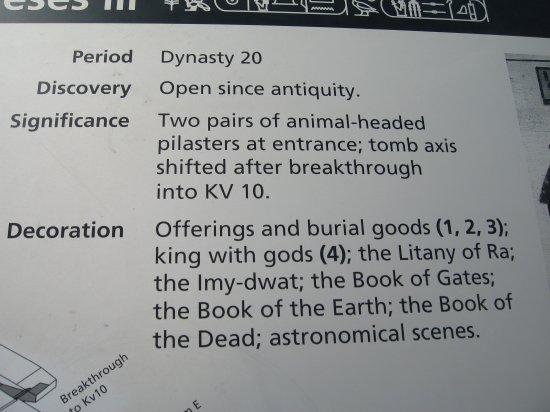 eses III
Period Dynasty 20
Discovery Open since antiquity.
Significance Two pairs of animal-headed
pilasters at entrance; tomb axis
shifted after breakthrough
into KV 10.
Decoration Offerings and burial goods (1, 2, 3);
king with gods (4); the Litany of Ra;
the Imy-dwat; the Book of Gates;
the Book of the Earth; the Book of
the Dead; astronomical scenes.
Breakthrough
to Kv10
E